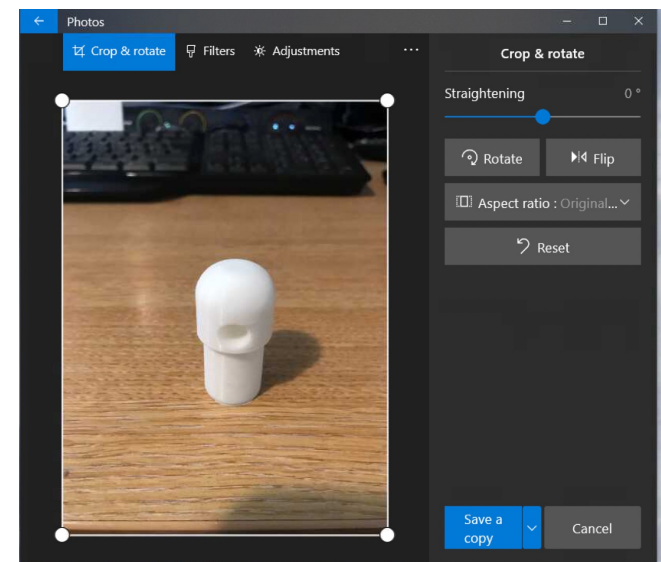 Photos
Crop & rotate
Filters
Adjustments
...
Crop & rotate
Straightening
0 °
Rotate
Flip
Aspect ratio : Original...
Reset
Save a
copy
Cancel